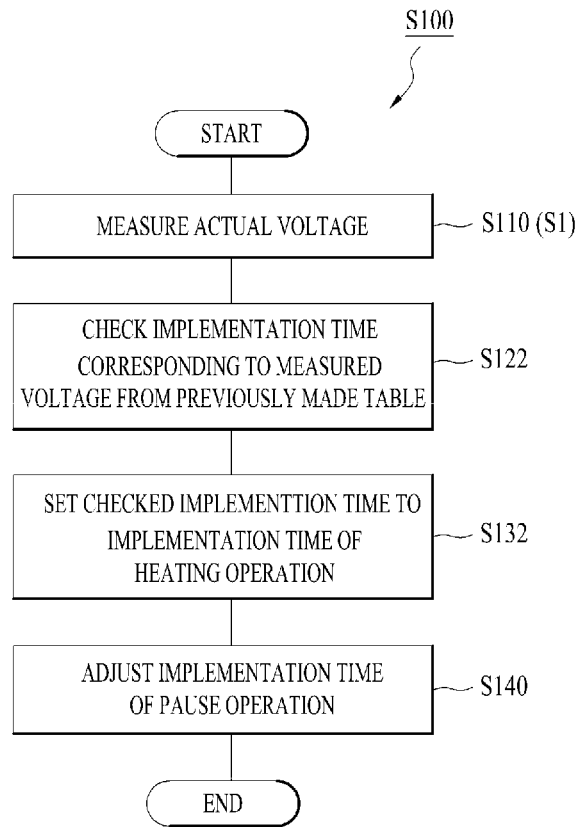 S100
START
MEASURE ACTUAL VOLTAGE
S110 (S1)
CHECK IMPLEMENTATION TIME
CORRESPONDING TO MEASURED
VOLTAGE FROM PREVIOUSLY MADE TABLE
S122
SET CHECKED IMPLEMENTTION TIME TO
IMPLEMENTATION TIME OF
HEATING OPERATION
S132
ADJUST IMPLEMENTATION TIME
OF PAUSE OPERATION
S140
END